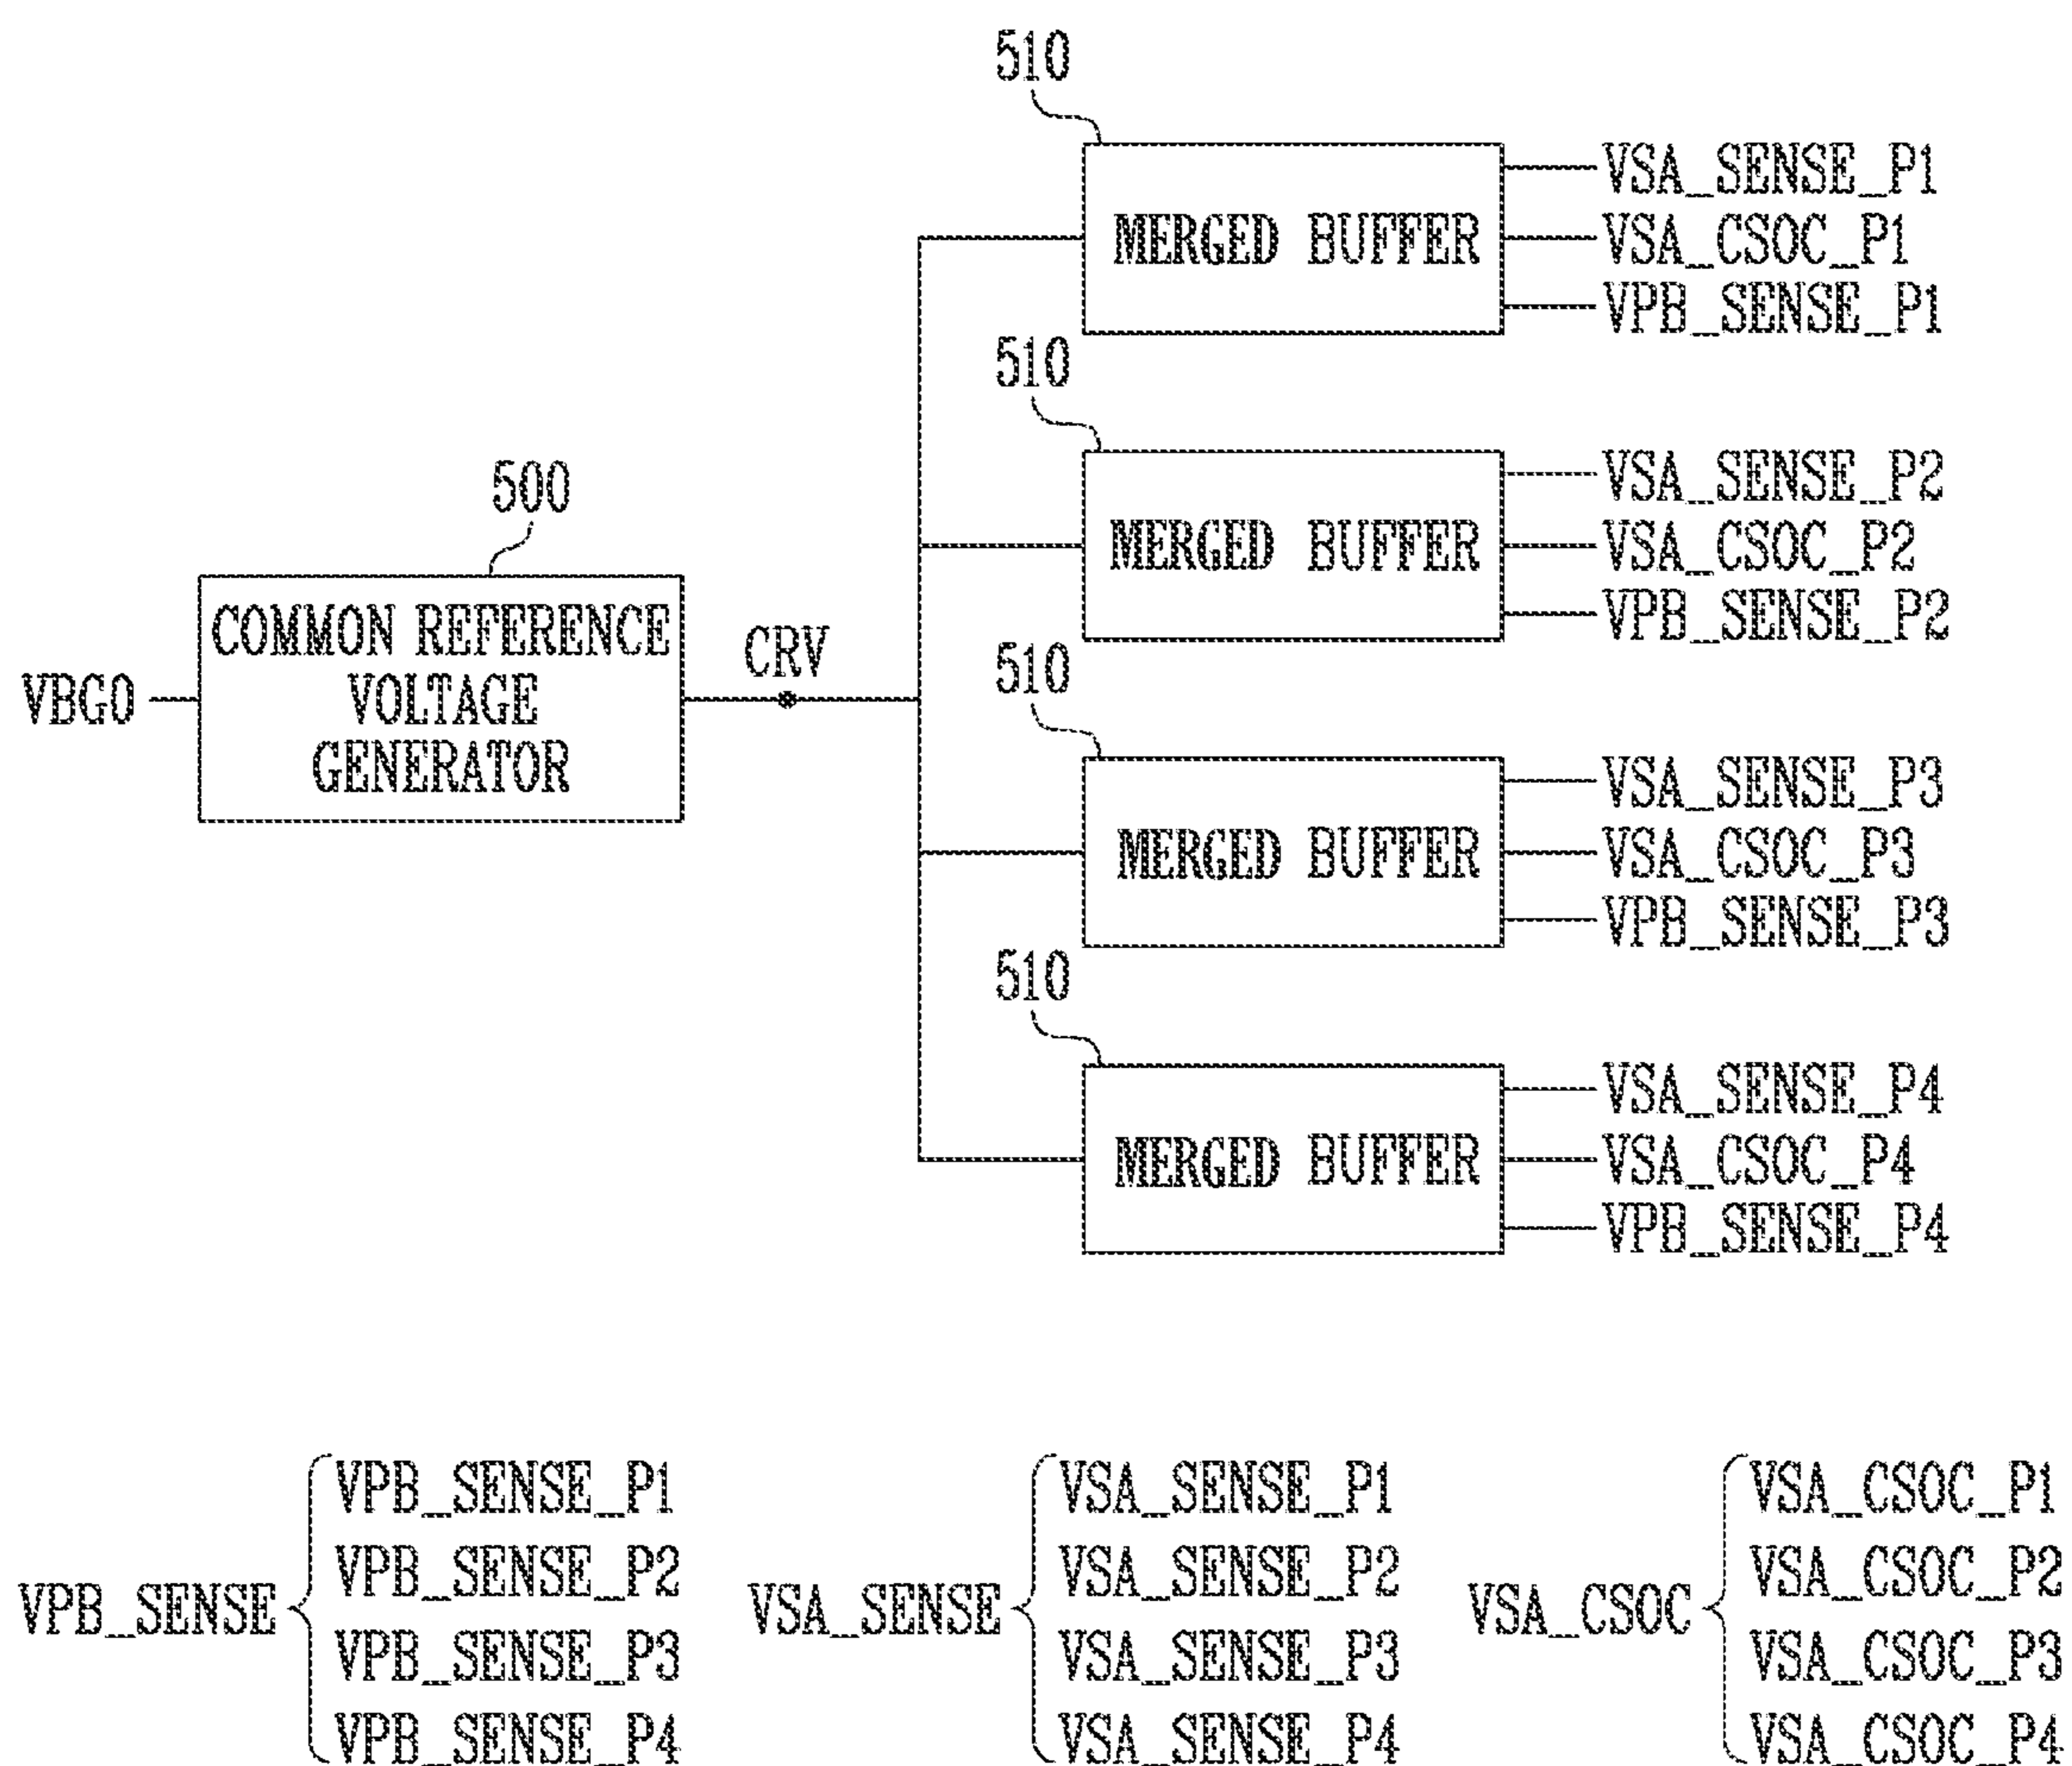 510
MERGED BUFFER
VSA_SENSE_P1
VSA_CSOC_P1
VPB_SENSE_P1
510
MERGED BUFFER
VSA_SENSE_P2
VSA_CSOC_P2
VPB_SENSE_P2
500
COMMON REFERENCE
VOLTAGE
GENERATOR
VBG0
CRV
510
MERGED BUFFER
VSA_SENSE_P3
VSA_CSOC_P3
VPB_SENSE_P3
510
MERGED BUFFER
VSA_SENSE_P4
VSA_CSOC_P4
VPB_SENSE_P4
VPB_SENSE
VPB_SENSE_P1
VPB_SENSE_P2
VPB_SENSE_P3
VPB_SENSE_P4
VSA_SENSE
VSA_SENSE_P1
VSA_SENSE_P2
VSA_SENSE_P3
VSA_SENSE_P4
VSA_CSOC
VSA_CSOC_P1
VSA_CSOC_P2
VSA_CSOC_P3
VSA_CSOC_P4